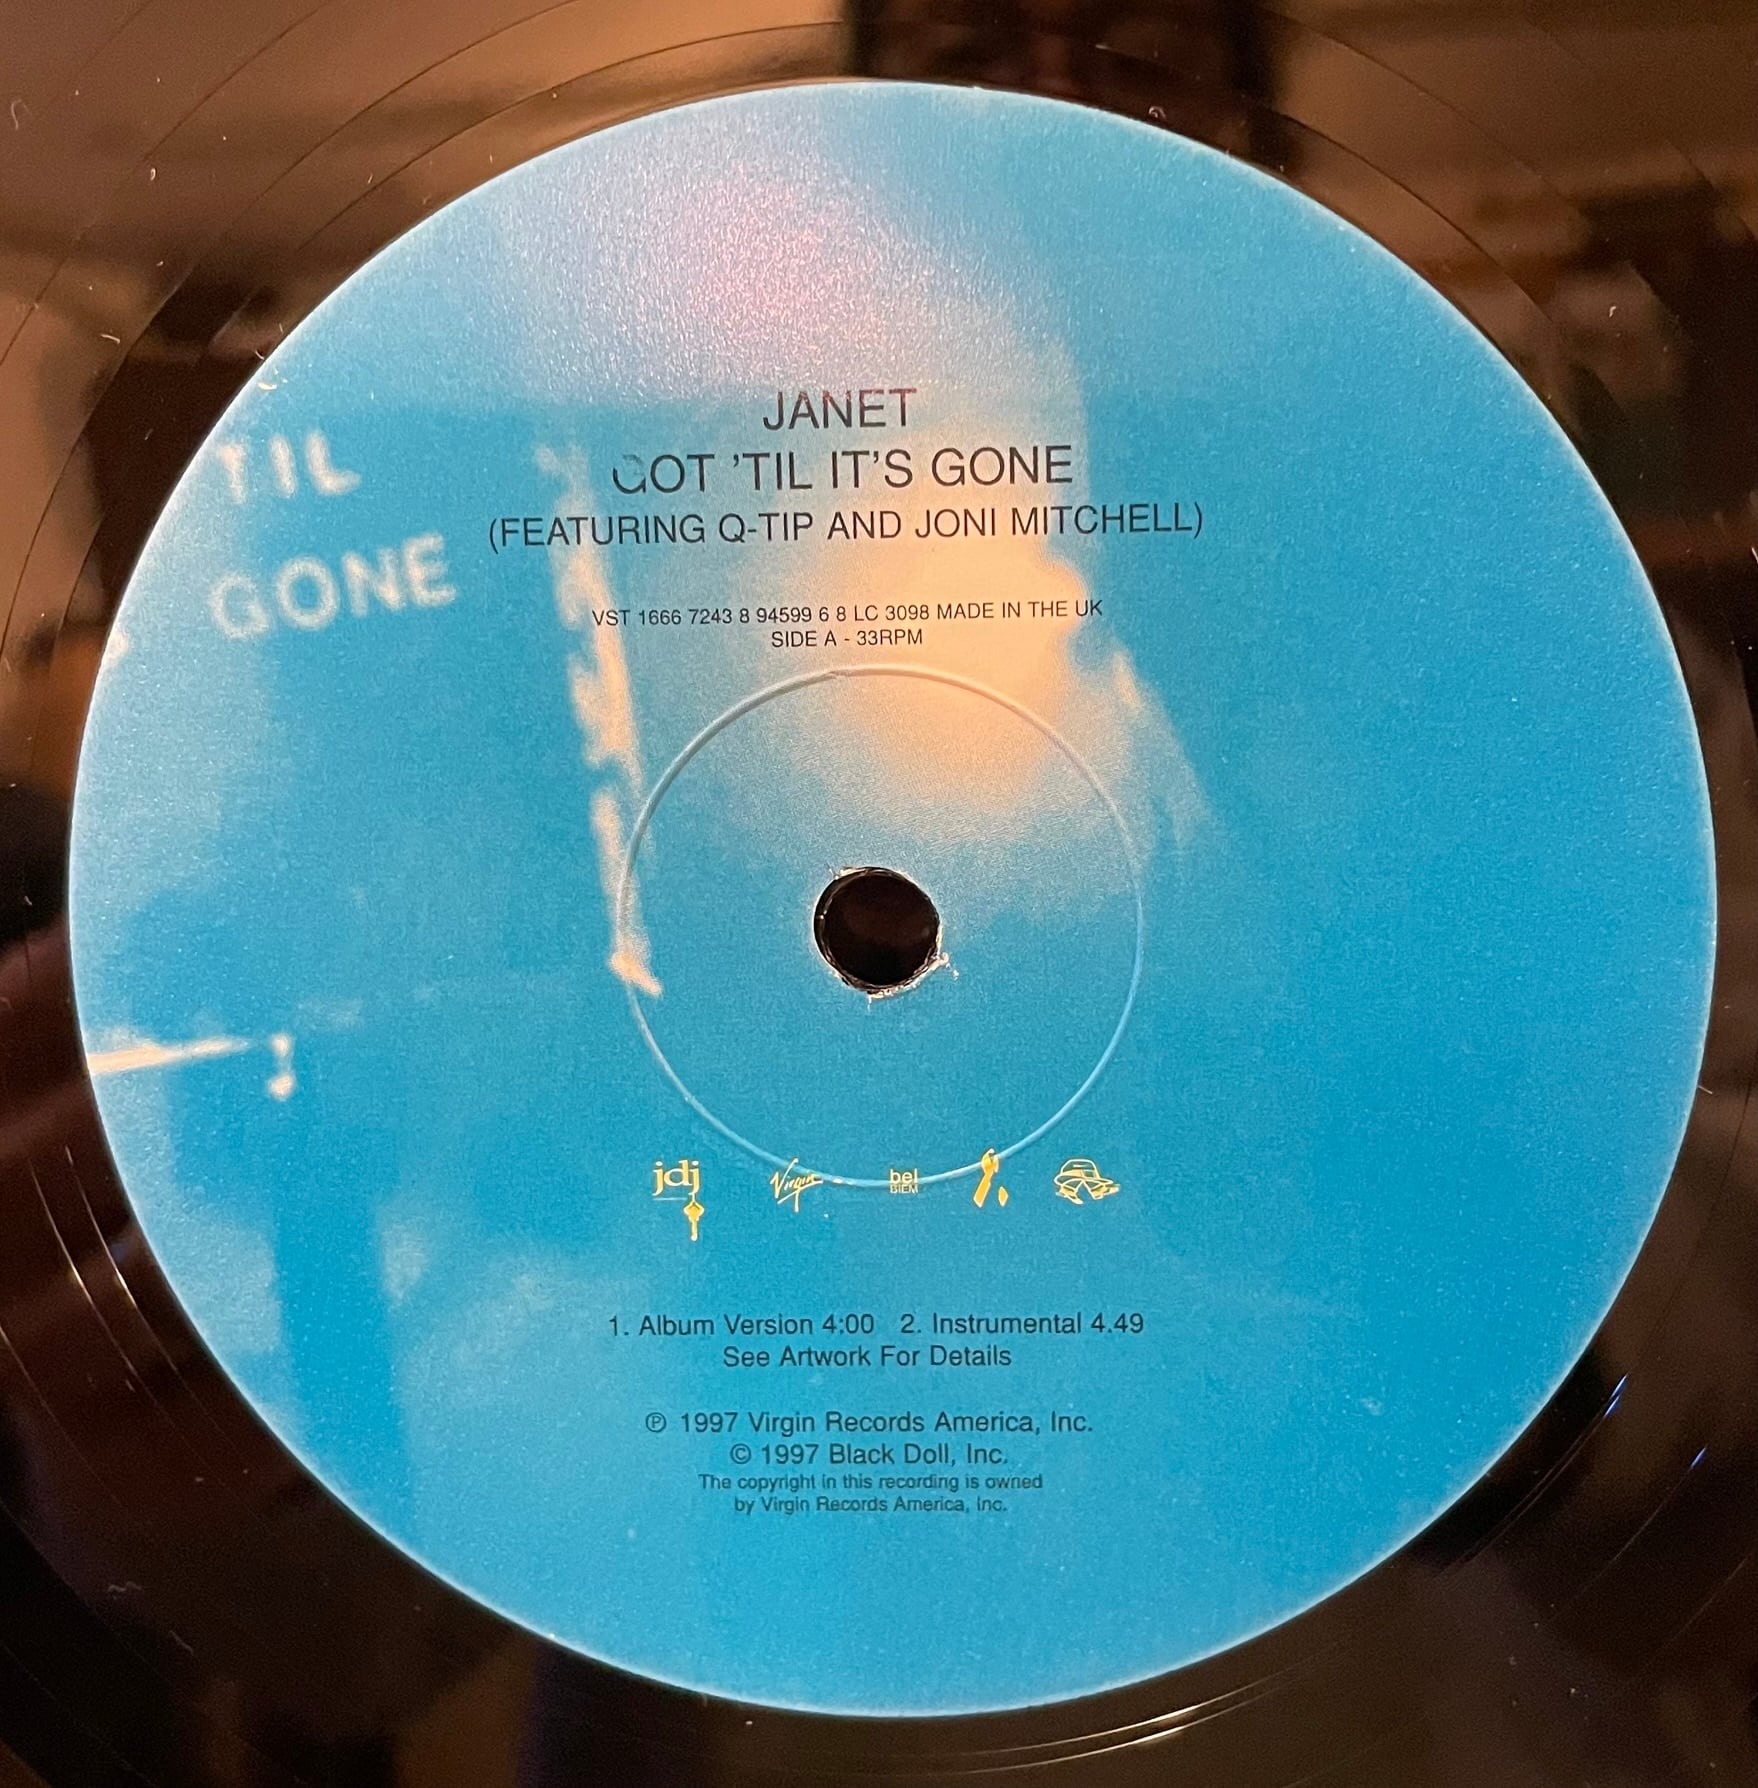 JANET
GOT 'TIL IT'S GONE
(FEATURING Q-TIP AND JONI MITCHELL)
TIL
GONE
VST 1666 7243 8 94599 6 8 LC 3098 MADE IN THE UK
SIDE A - 33RPM
jdj Virgin bel
BIEM
1. Album Version 4:00 2. Instrumental 4.49
See Artwork For Details
℗ 1997 Virgin Records America, Inc.
© 1997 Black Doll, Inc.
The copyright in this recording is owned
by Virgin Records America, Inc.